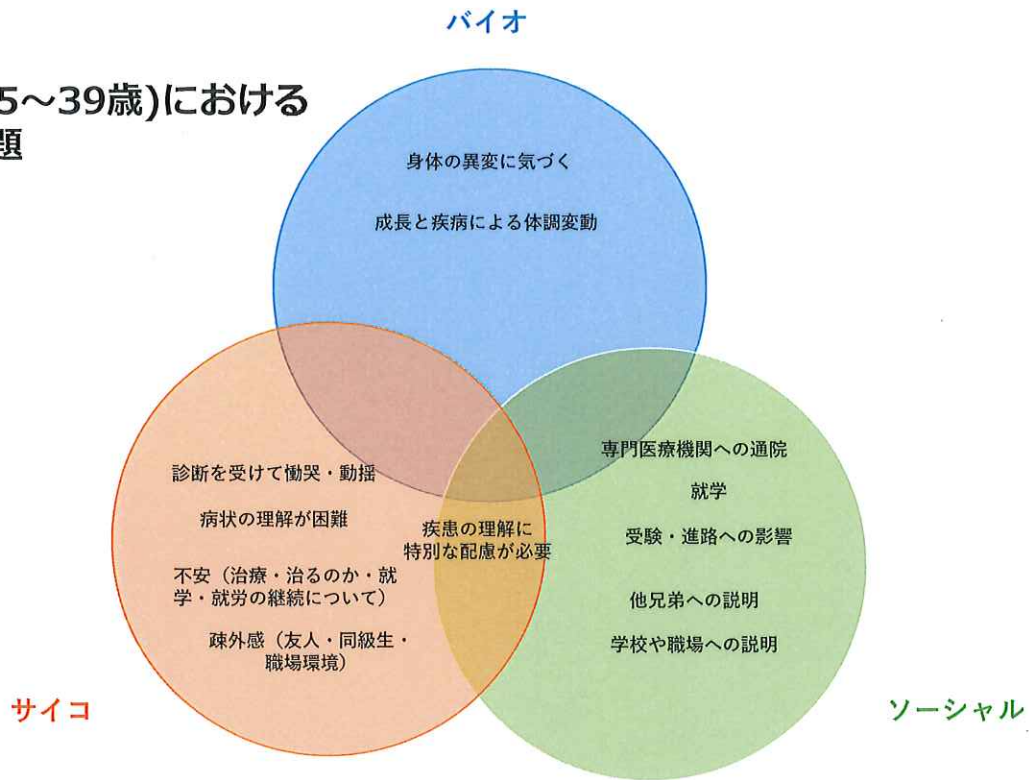 バイオ
5～39歳)における
題
身体の異変に気づく
成長と疾病による体調変動
診断を受けて慟哭・動揺
病状の理解が困難
不安（治療・治るのか・就
学・就労の継続について）
疎外感（友人・同級生・
職場環境）
疾患の理解に
特別な配慮が必要
専門医療機関への通院
就学
受験・進路への影響
他兄弟への説明
学校や職場への説明
サイコ
ソーシャル